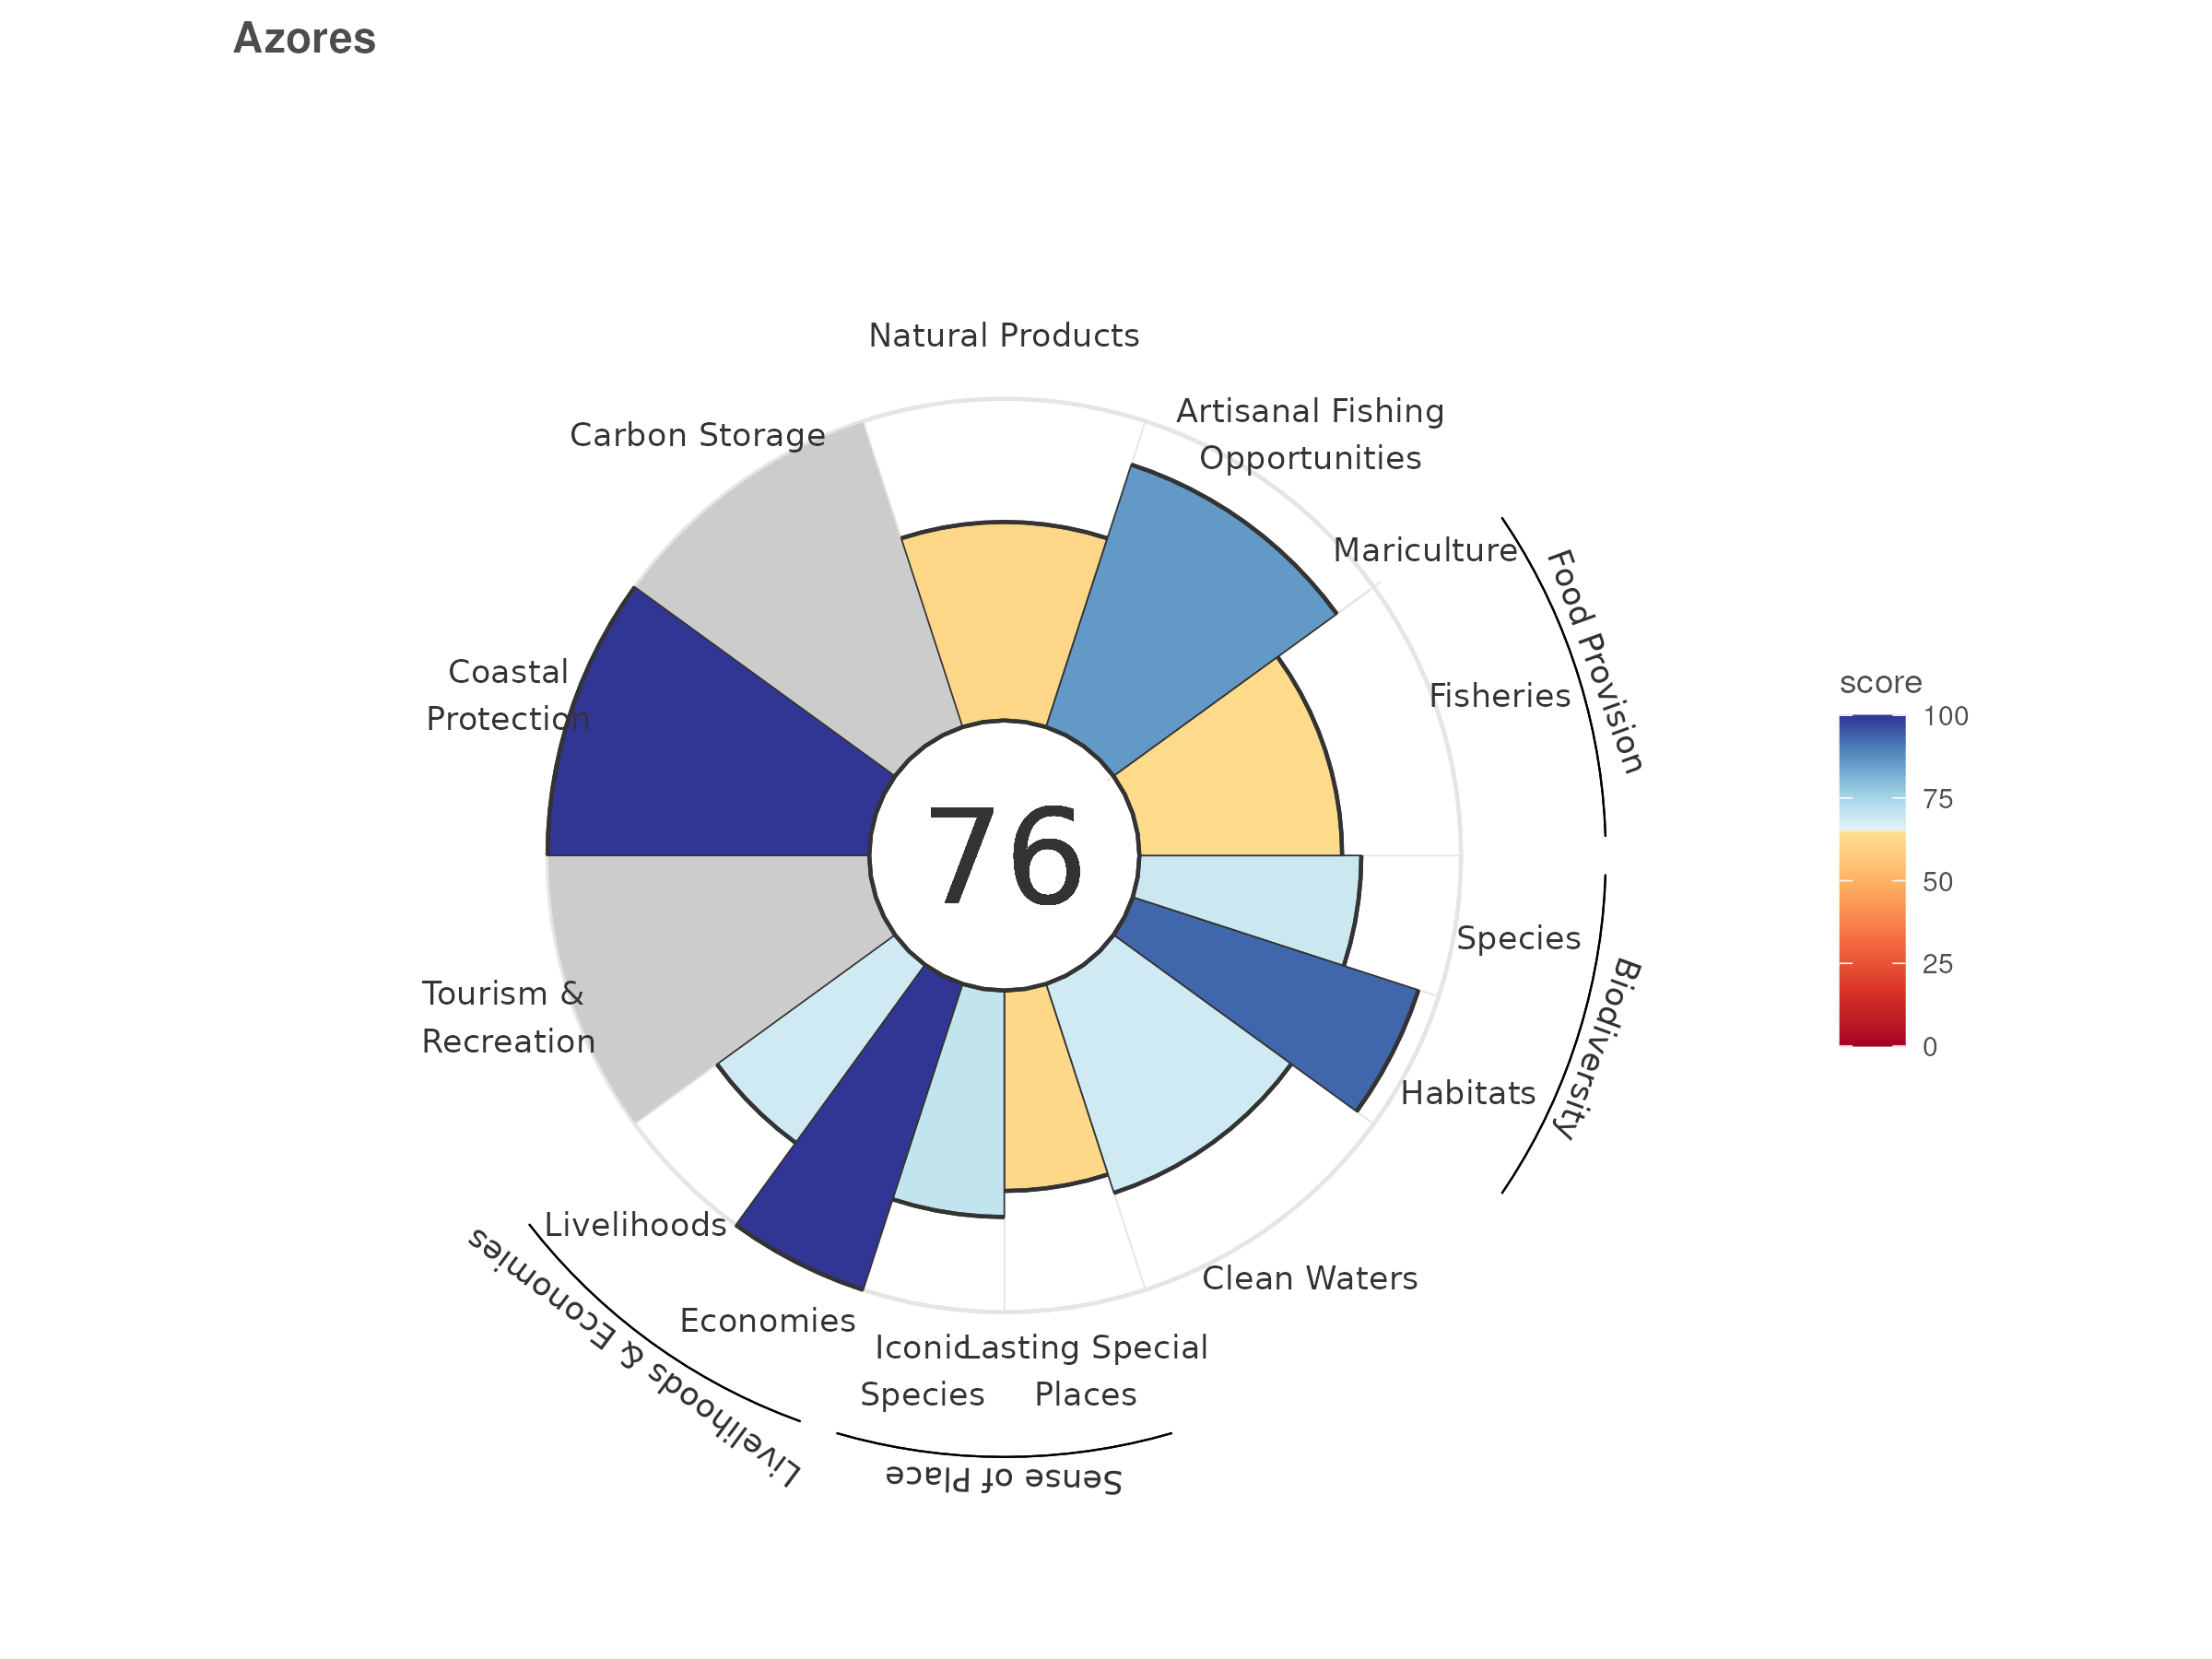 Azores
Natural Products
Artisanal Fishing
Opportunities
Carbon Storage
Mariculture
Food Provision
Fisheries
Coastal
Protection
score
100
75
50
25
0
76
Species
Biodiversity
Habitats
Tourism &
Recreation
Livelihoods
Livelihoods & Economies
Clean Waters
Economies
Iconic
Species
Lasting Special
Places
Sense of Place